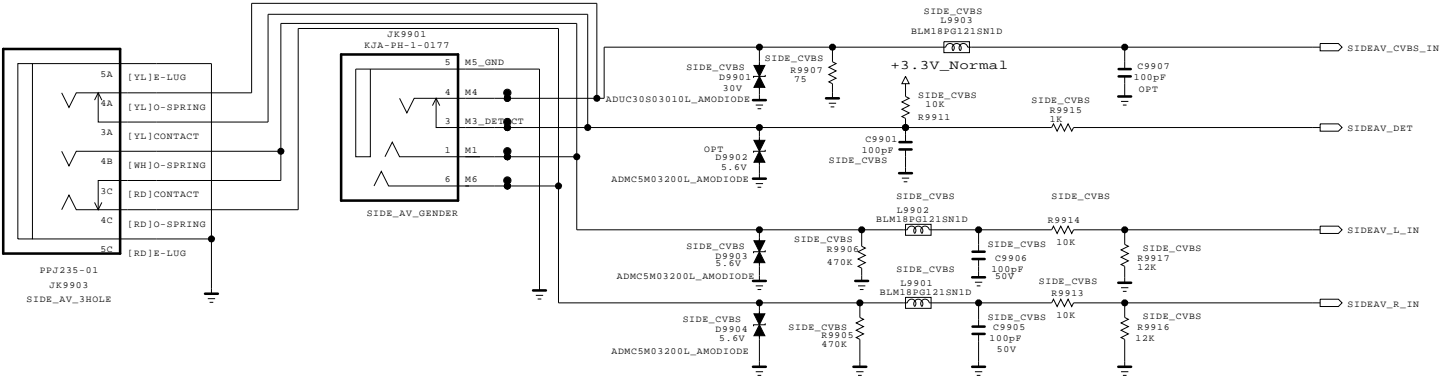 5A
[YL]E-LUG
4A
[YL]O-SPRING
3A
[YL]CONTACT
4B
[WH]O-SPRING
3C
[RD]CONTACT
4C
[RD]O-SPRING
5C
[RD]E-LUG
PPJ235-01
JK9903
SIDE_AV_3HOLE
JK9901
KJA-PH-1-0177
5
M5_GND
4
M4
3
M3_DETECT
1
M1
6
M6
SIDE_AV_GENDER
SIDE_CVBS
D9901
30V
ADUC30S03010L_AMODIODE
SIDE_CVBS
R9907
75
SIDE_CVBS
L9903
BLM18PG121SN1D
+3.3V_Normal
SIDE_CVBS
10K
R9911
C9907
100pF
OPT
SIDEAV_CVBS_IN
OPT
D9902
5.6V
ADMC5M03200L_AMODIODE
C9901
100pF
SIDE_CVBS
SIDE_CVBS
R9915
1K
SIDEAV_DET
SIDE_CVBS
D9903
5.6V
ADMC5M03200L_AMODIODE
SIDE_CVBS
R9906
470K
SIDE_CVBS
L9902
BLM18PG121SN1D
SIDE_CVBS
C9906
100pF
50V
SIDE_CVBS
R9914
10K
SIDE_CVBS
R9917
12K
SIDEAV_L_IN
SIDE_CVBS
D9904
5.6V
ADMC5M03200L_AMODIODE
SIDE_CVBS
R9905
470K
SIDE_CVBS
L9901
BLM18PG121SN1D
SIDE_CVBS
C9905
100pF
50V
SIDE_CVBS
R9913
10K
SIDE_CVBS
R9916
12K
SIDEAV_R_IN